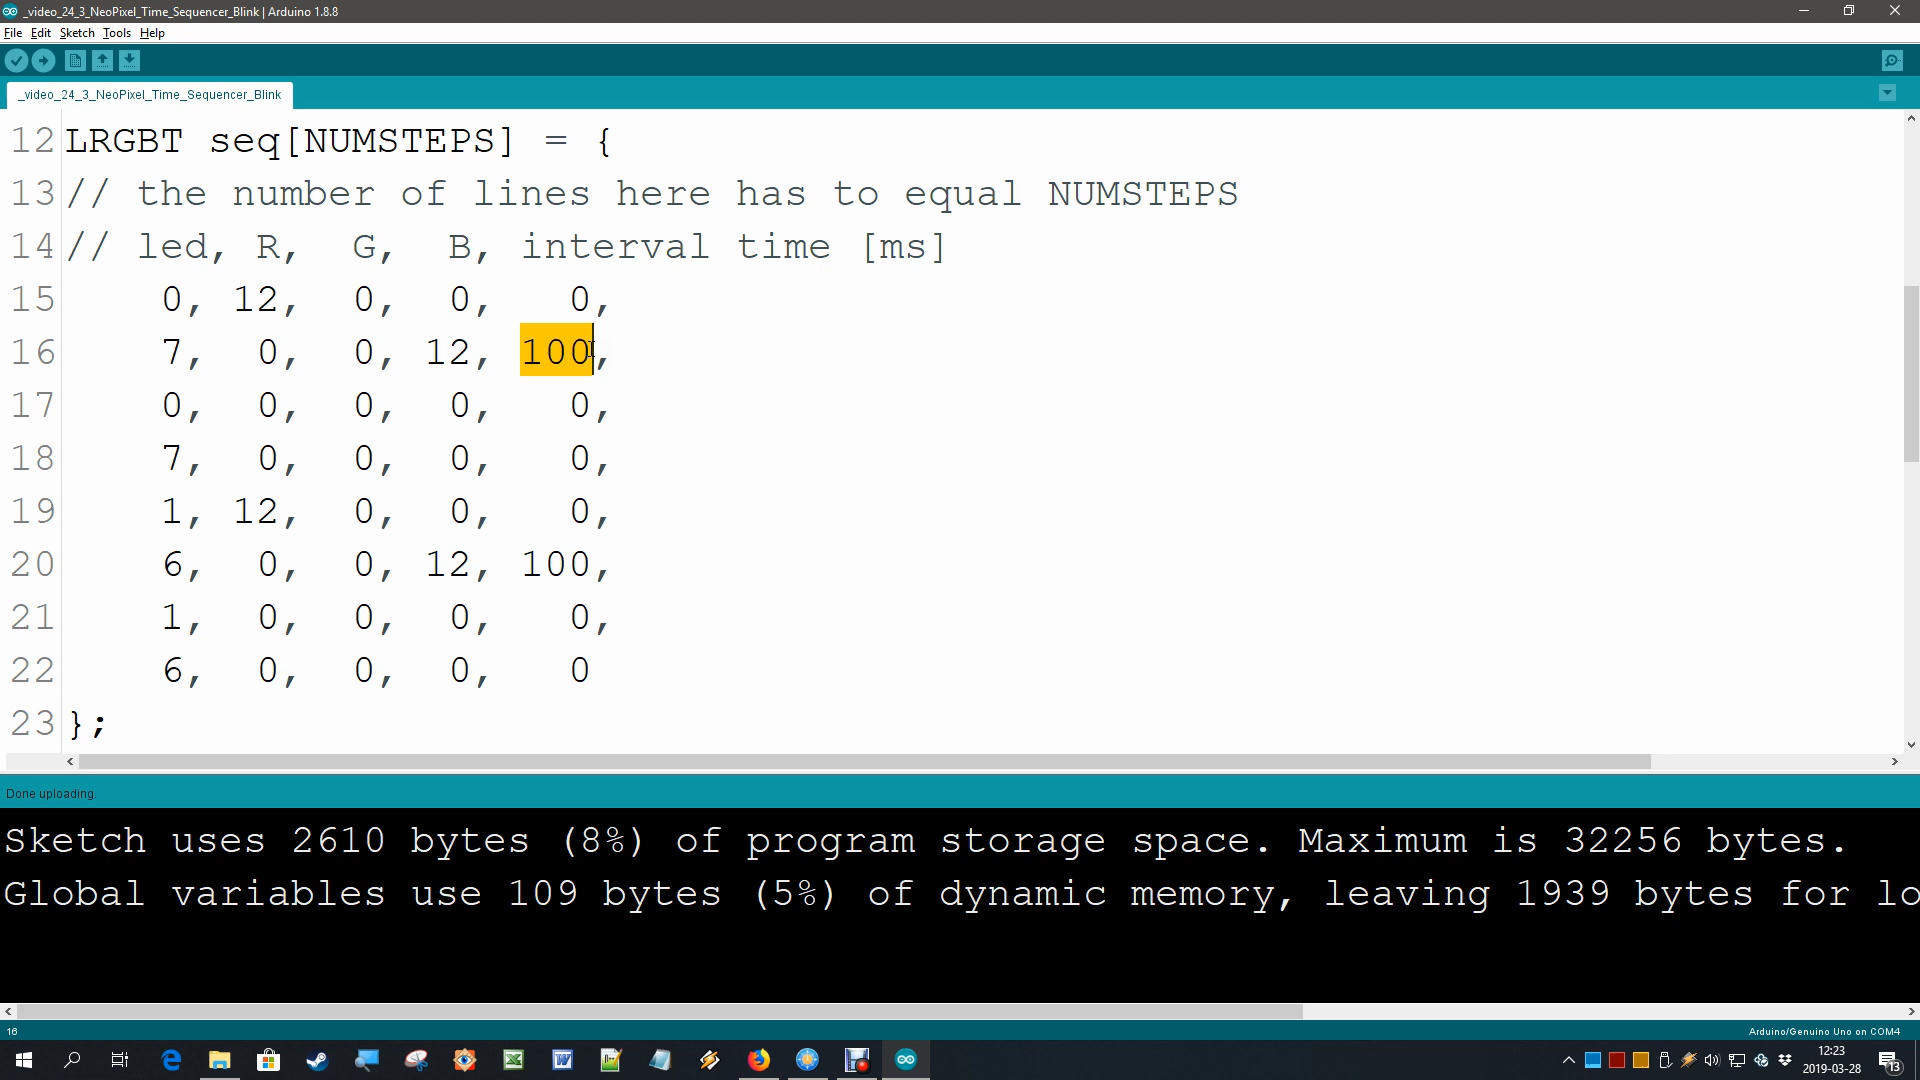 _video_24_3_NeoPixel_Time_Sequencer_Blink | Arduino 1.8.8
File Edit Sketch Tools Help
_video_24_3_NeoPixel_Time_Sequencer_Blink
12 LRGBT seq[NUMSTEPS] = {
13 // the number of lines here has to equal NUMSTEPS
14 // led, R, G, B, interval time [ms]
15 0, 12, 0, 0, 0,
16 7, 0, 0, 12, 100,
17 0, 0, 0, 0, 0,
18 7, 0, 0, 0, 0,
19 1, 12, 0, 0, 0,
20 6, 0, 0, 12, 100,
21 1, 0, 0, 0, 0,
22 6, 0, 0, 0, 0
23 };
Done uploading.
Sketch uses 2610 bytes (8%) of program storage space. Maximum is 32256 bytes.
Global variables use 109 bytes (5%) of dynamic memory, leaving 1939 bytes for lo
16
Arduino/Genuino Uno on COM4
12:23
2019-03-28
13